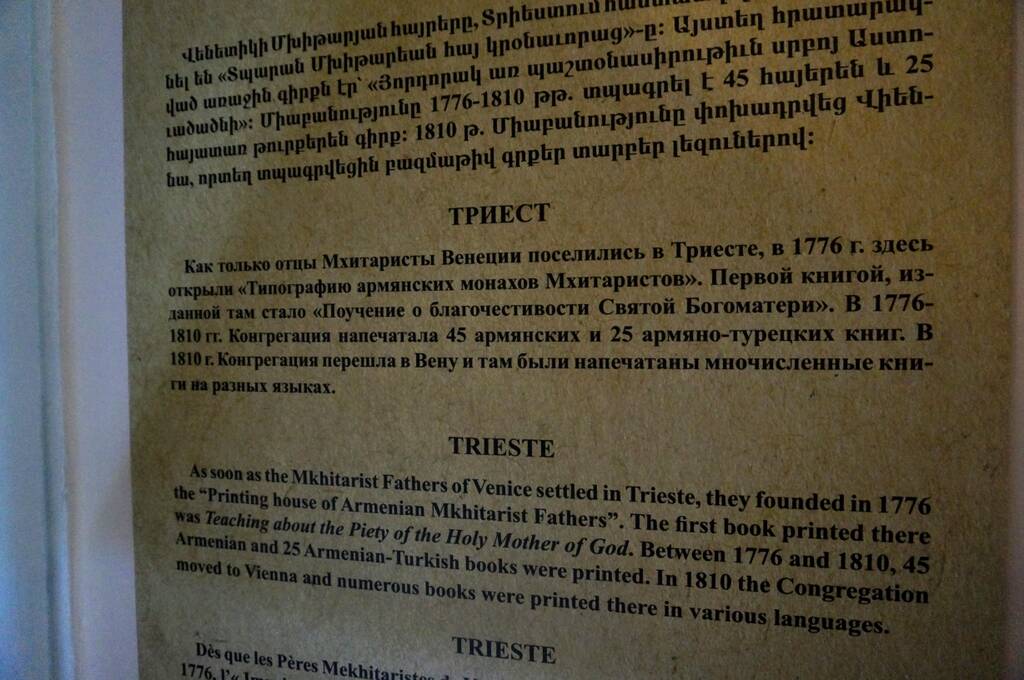 Վենետիկի Մխիթարյան հայրերը, Տրիեստում
նել են «Տպարան Մխիթարեան հայ կրօնաւորաց»-ը: Այստեղ հրատարակ-
ված առաջին գիրքն էր՝ «Յորդորակ առ պաշտօնասիրութիւն սրբոյ Աստո-
ւածածնի»: Միաբանությունը 1776-1810 թթ. տպագրել է 45 հայերեն և 25
հայատառ թուրքերեն գիրք: 1810 թ. Միաբանությունը փոխադրվեց Վիեն-
նա, որտեղ տպագրվեցին բազմաթիվ գրքեր տարբեր լեզուներով:
ТРИЕСТ
Как только отцы Мхитаристы Венеции поселились в Триесте, в 1776 г. здесь
открыли «Типографию армянских монахов Мхитаристов». Первой книгой, из-
данной там стало «Поучение о благочестивости Святой Богоматери». В 1776-
1810 гг. Конгрегация напечатала 45 армянских и 25 армяно-турецких книг. В
1810 г. Конгрегация перешла в Вену и там были напечатаны мночисленные кни-
ги на разных языках.
TRIESTE
As soon as the Mkhitarist Fathers of Venice settled in Trieste, they founded in 1776
the “Printing house of Armenian Mkhitarist Fathers”. The first book printed there
was Teaching about the Piety of the Holy Mother of God. Between 1776 and 1810, 45
Armenian and 25 Armenian-Turkish books were printed. In 1810 the Congregation
moved to Vienna and numerous books were printed there in various languages.
TRIESTE
Dès que les Pères Mekhitaristes
1776, l’«